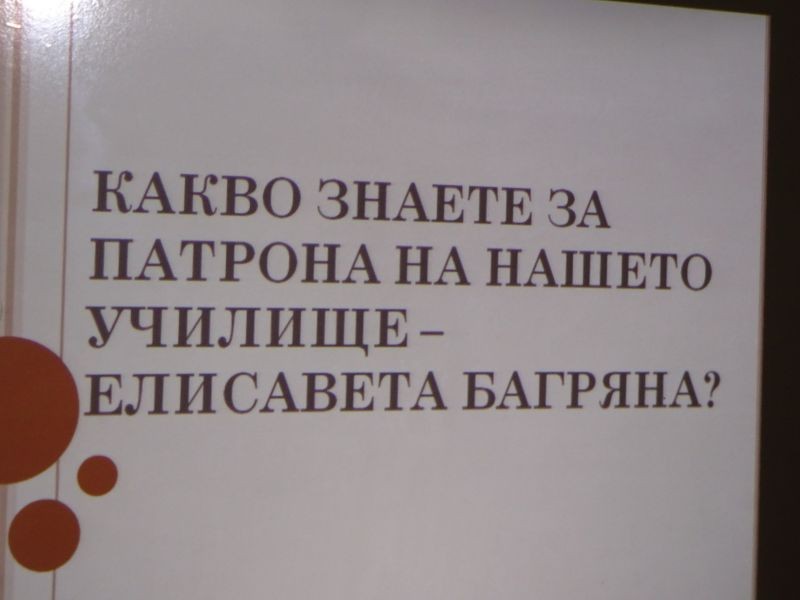 КАКВО ЗНАЕТЕ ЗА
ПАТРОНА НА НАШЕТО
УЧИЛИЩЕ –
ЕЛИСАВЕТА БАГРЯНА?